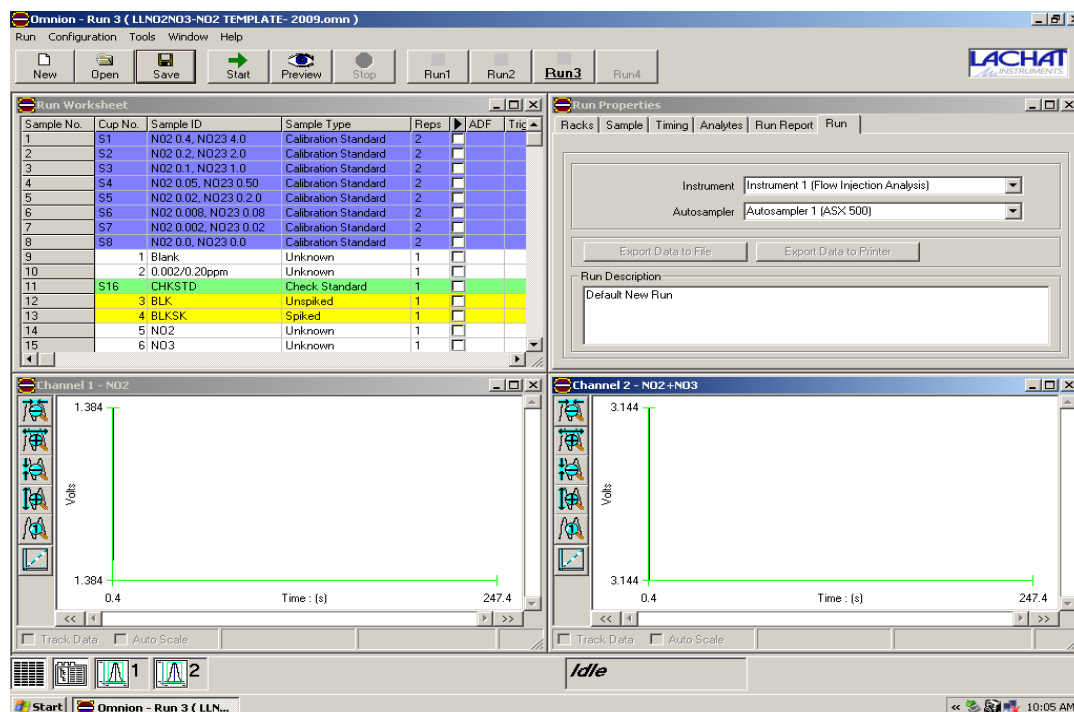 Omnion - Run 3 ( LLNO2NO3-NO2 TEMPLATE- 2009.omn )
Run Configuration Tools Window Help
New Open Save Start Preview Stop Run1 Run2 Run3 Run4
LACHAT
INSTRUMENTS
Run Worksheet
Sample No. Cup No. Sample ID Sample Type Reps ADF Trig
1 S1 N02 0.4, NO23 4.0 Calibration Standard 2
2 S2 N02 0.2, NO23 2.0 Calibration Standard 2
3 S3 N02 0.1, NO23 1.0 Calibration Standard 2
4 S4 N02 0.05, NO23 0.50 Calibration Standard 2
5 S5 N02 0.02, NO23 0.2.0 Calibration Standard 2
6 S6 N02 0.008, NO23 0.08 Calibration Standard 2
7 S7 N02 0.002, NO23 0.02 Calibration Standard 2
8 S8 N02 0.0, NO23 0.0 Calibration Standard 2
9 1 Blank Unknown 1
10 2 0.002/0.20ppm Unknown 1
11 S16 CHKSTD Check Standard 1
12 3 BLK Unspiked 1
13 4 BLKSK Spiked 1
14 5 NO2 Unknown 1
15 6 NO3 Unknown 1
Run Properties
Racks Sample Timing Analytes Run Report Run
Instrument Instrument 1 (Flow Injection Analysis)
Autosampler Autosampler 1 (ASX 500)
Export Data to File Export Data to Printer
Run Description
Default New Run
Channel 1 - NO2
1.384
Volts
1.384
0.4 Time : (s) 247.4
<< >>
Track Data Auto Scale
Channel 2 - NO2+NO3
3.144
Volts
3.144
0.4 Time : (s) 247.4
<< >>
Track Data Auto Scale
1 2 Idle
Start Omnion - Run 3 ( LLN... « 10:05 AM